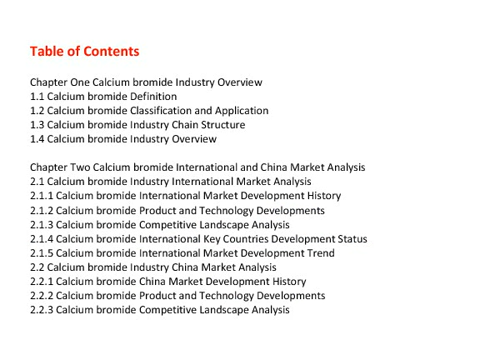 Table of Contents
Chapter One Calcium bromide Industry Overview
1.1 Calcium bromide Definition
1.2 Calcium bromide Classification and Application
1.3 Calcium bromide Industry Chain Structure
1.4 Calcium bromide Industry Overview
Chapter Two Calcium bromide International and China Market Analysis
2.1 Calcium bromide Industry International Market Analysis
2.1.1 Calcium bromide International Market Development History
2.1.2 Calcium bromide Product and Technology Developments
2.1.3 Calcium bromide Competitive Landscape Analysis
2.1.4 Calcium bromide International Key Countries Development Status
2.1.5 Calcium bromide International Market Development Trend
2.2 Calcium bromide Industry China Market Analysis
2.2.1 Calcium bromide China Market Development History
2.2.2 Calcium bromide Product and Technology Developments
2.2.3 Calcium bromide Competitive Landscape Analysis